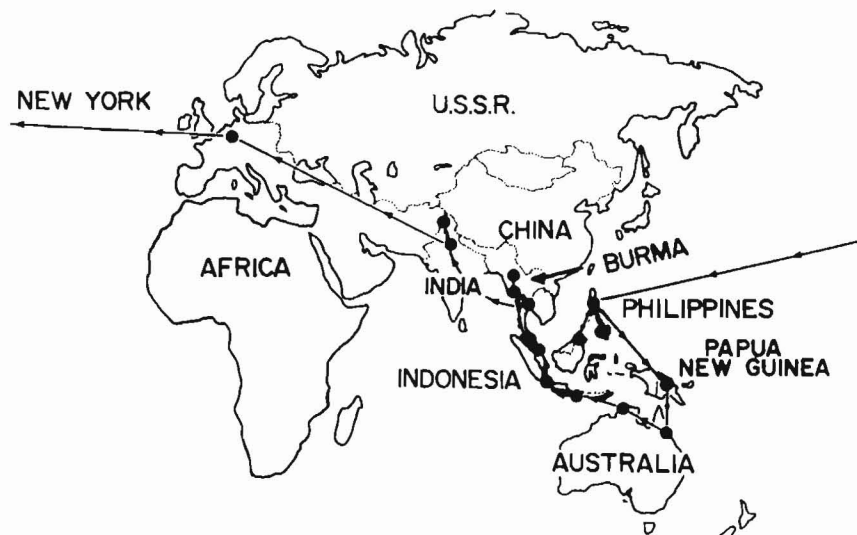 NEW YORK
U.S.S.R.
CHINA
BURMA
AFRICA
INDIA
PHILIPPINES
PAPUA
NEW GUINEA
INDONESIA
AUSTRALIA